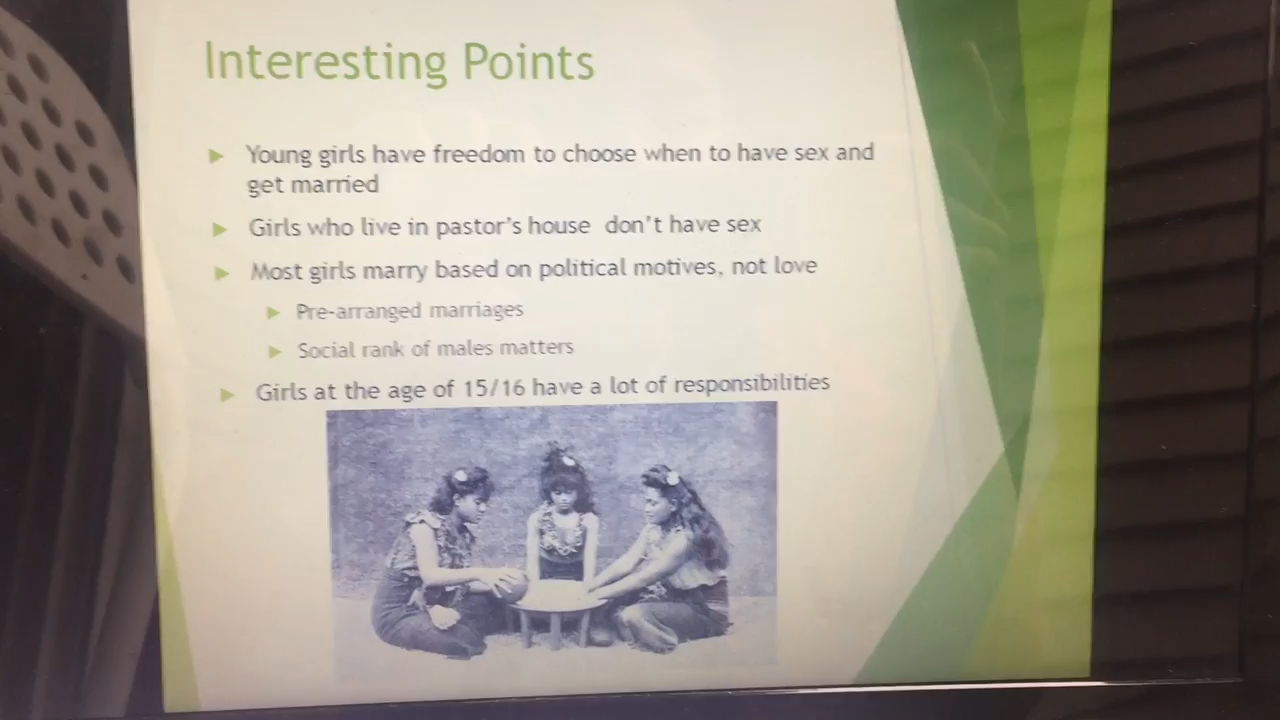 Interesting Points
Young girls have freedom to choose when to have sex and
get married
Girls who live in pastor's house don't have sex
Most girls marry based on political motives, not love
Pre-arranged marriages
Social rank of males matters
Girls at the age of 15/16 have a lot of responsibilities